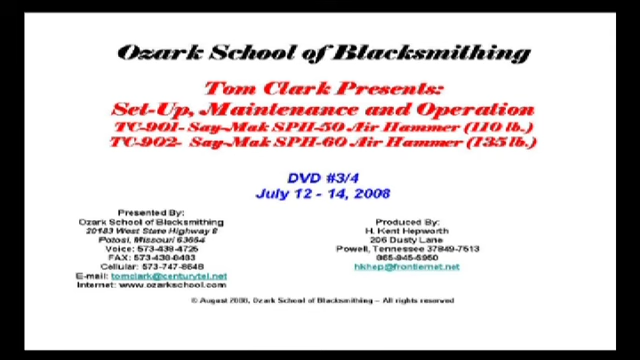 Ozark School of Blacksmithing
Tom Clark Presents:
Set-Up, Maintenance and Operation
TC-901- Say-Mak SPH-50 Air Hammer (110 lb.)
TC-902- Say-Mak SPH-60 Air Hammer (135 lb.)
DVD #3/4
July 12 - 14, 2008
Presented By:
Ozark School of Blacksmithing
20183 West State Highway 8
Potosi, Missouri 63664
Voice: 573-438-4725
FAX: 573-438-8493
Cellular: 573-747-8648
E-mail: tomclark@centurytel.net
Internet: www.ozarkschool.com
Produced By:
H. Kent Hepworth
206 Dusty Lane
Powell, Tennessee 37849-7513
865-945-5960
hkhep@frontiernet.net
© August 2008, Ozark School of Blacksmithing – All rights reserved